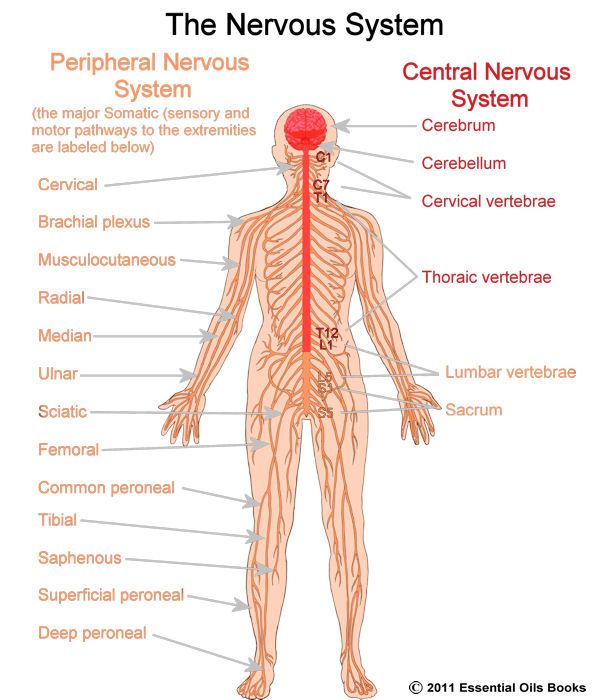 The Nervous System
Peripheral Nervous
System
(the major Somatic (sensory and
motor pathways to the extremities
are labeled below)
Cervical
Brachial plexus
Musculocutaneous
Radial
Median
Ulnar
Sciatic
Femoral
Common peroneal
Tibial
Saphenous
Superficial peroneal
Deep peroneal
C1
C7
T1
T12
L1
L5
S5
Central Nervous
System
Cerebrum
Cerebellum
Cervical vertebrae
Thoracic vertebrae
Lumbar vertebrae
Sacrum
© 2011 Essential Oils Books